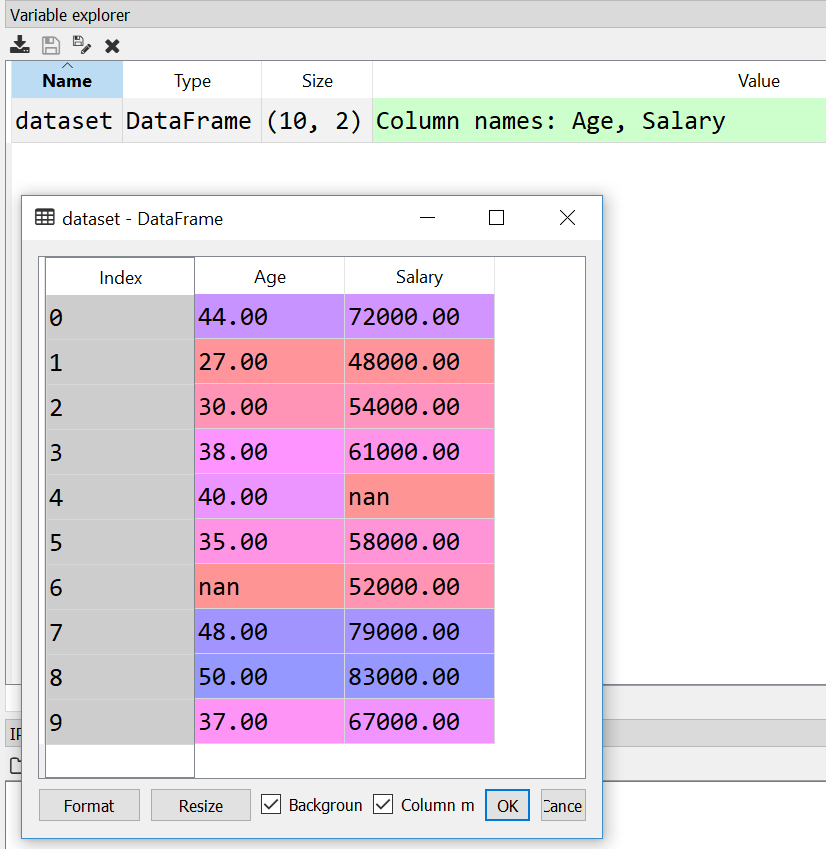 Variable explorer
Name Type Size Value
dataset DataFrame (10, 2) Column names: Age, Salary
dataset - DataFrame
Index Age Salary
0 44.00 72000.00
1 27.00 48000.00
2 30.00 54000.00
3 38.00 61000.00
4 40.00 nan
5 35.00 58000.00
6 nan 52000.00
7 48.00 79000.00
8 50.00 83000.00
9 37.00 67000.00
Format Resize Backgroun Column m OK Cance